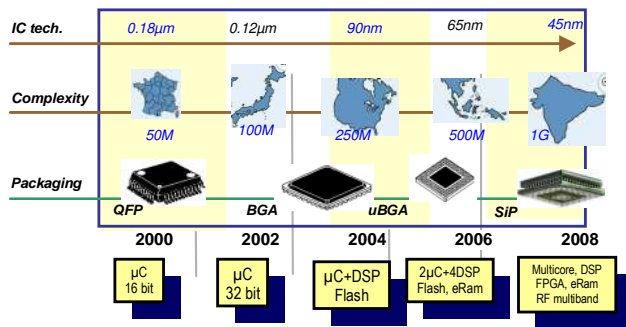 IC tech. 0.18µm 0.12µm 90nm 65nm 45nm
Complexity
50M 100M 250M 500M 1G
Packaging
QFP BGA uBGA SiP
2000 2002 2004 2006 2008
µC
16 bit
µC
32 bit
µC+DSP
Flash
2µC+4DSP
Flash, eRam
Multicore, DSP
FPGA, eRam
RF multiband